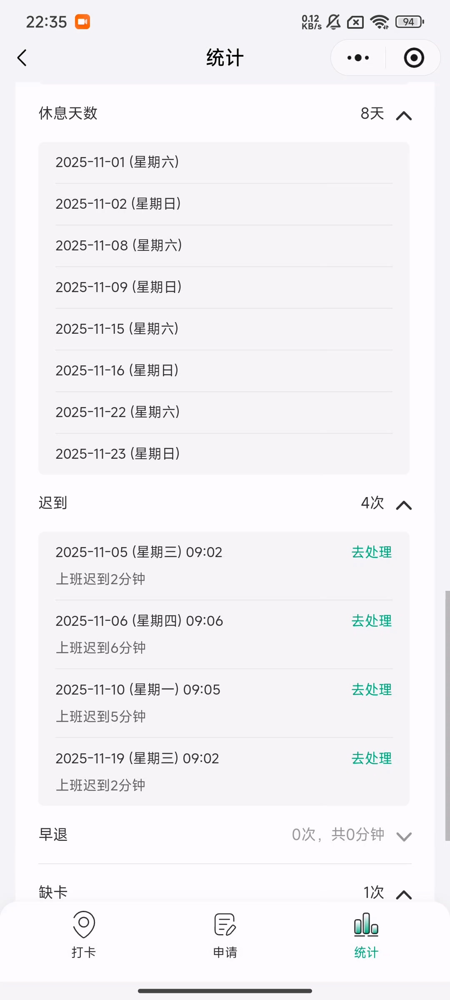 22:35
0.12 KB/s
94
统计
休息天数
8天
2025-11-01 (星期六)
2025-11-02 (星期日)
2025-11-08 (星期六)
2025-11-09 (星期日)
2025-11-15 (星期六)
2025-11-16 (星期日)
2025-11-22 (星期六)
2025-11-23 (星期日)
迟到
4次
2025-11-05 (星期三) 09:02
去处理
上班迟到2分钟
2025-11-06 (星期四) 09:06
去处理
上班迟到6分钟
2025-11-10 (星期一) 09:05
去处理
上班迟到5分钟
2025-11-19 (星期三) 09:02
去处理
上班迟到2分钟
早退
0次，共0分钟
缺卡
1次
打卡
申请
统计